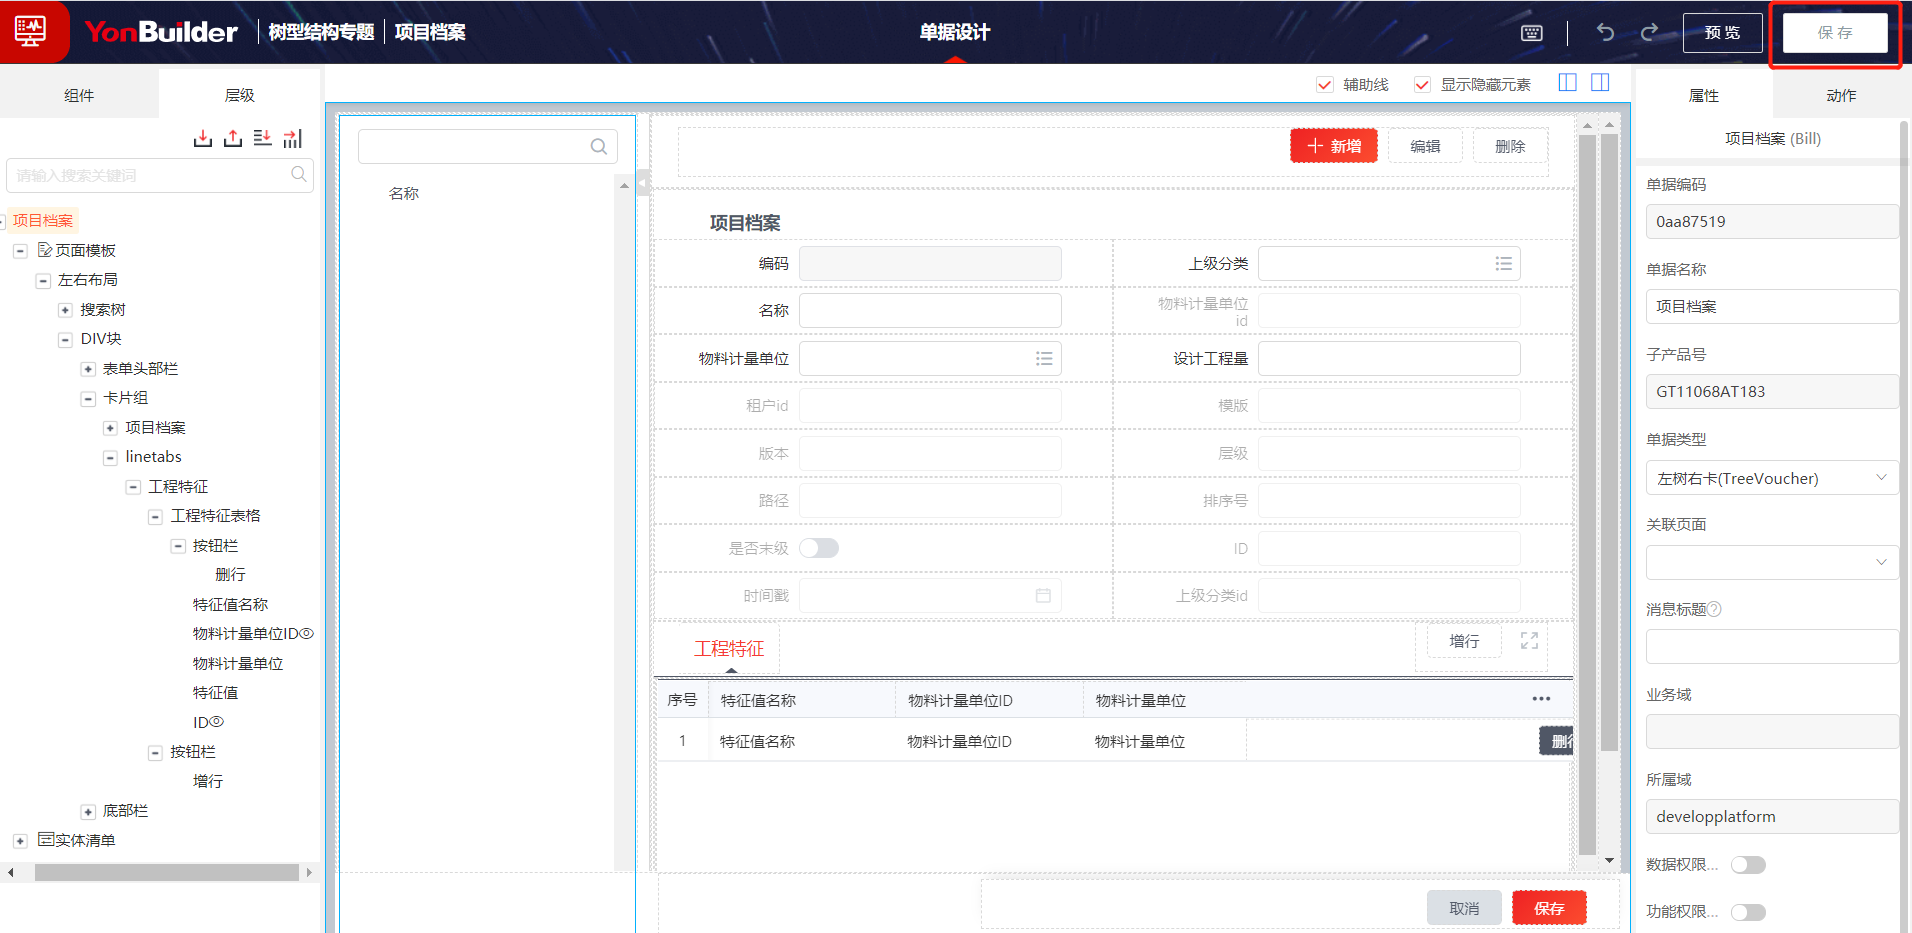 YonBuilder 树型结构专题 项目档案
单据设计
预 览
保 存
组件
层级
请输入搜索关键词
项目档案
页面模板
左右布局
搜索树
DIV块
表单头部栏
卡片组
项目档案
linetabs
工程特征
工程特征表格
按钮栏
删行
特征值名称
物料计量单位ID
物料计量单位
特征值
ID
按钮栏
增行
底部栏
实体清单
辅助线
显示隐藏元素
名称
新增
编辑
删除
项目档案
编码
上级分类
名称
物料计量单位
id
物料计量单位
设计工程量
租户id
模版
版本
层级
路径
排序号
是否末级
ID
时间戳
上级分类id
工程特征
增行
序号 特征值名称 物料计量单位ID 物料计量单位 •••
1 特征值名称 物料计量单位ID 物料计量单位 删行
取消
保存
属性
动作
项目档案 (Bill)
单据编码
0aa87519
单据名称
项目档案
子产品号
GT11068AT183
单据类型
左树右卡(TreeVoucher)
关联页面
消息标题
业务域
所属域
developplatform
数据权限...
功能权限...